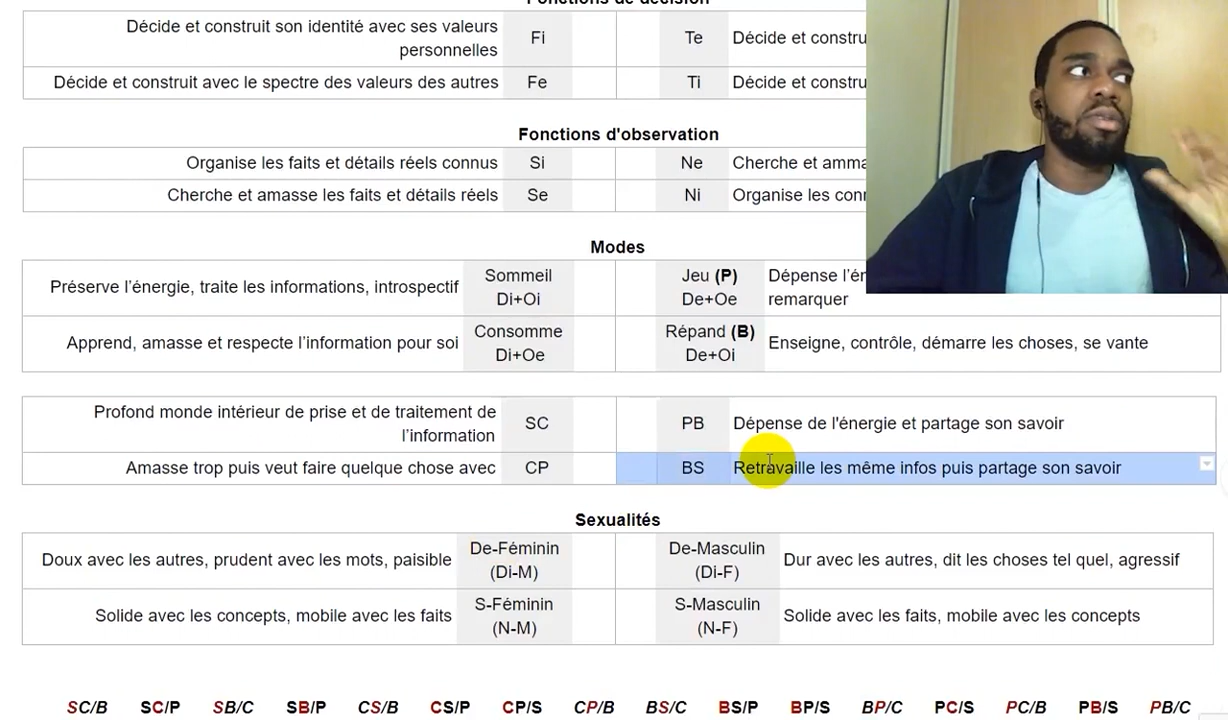 Fonctions de décision
Décide et construit son identité avec ses valeurs
personnelles
Fi
Te
Décide et constru
Décide et construit avec le spectre des valeurs des autres
Fe
Ti
Décide et constru
Fonctions d'observation
Organise les faits et détails réels connus
Si
Ne
Cherche et amma
Cherche et amasse les faits et détails réels
Se
Ni
Organise les con
Modes
Préserve l'énergie, traite les informations, introspectif
Sommeil
Di+Oi
Jeu (P)
De+Oe
Dépense l'é
remarquer
Apprend, amasse et respecte l'information pour soi
Consomme
Di+Oe
Répand (B)
De+Oi
Enseigne, contrôle, démarre les choses, se vante
Profond monde intérieur de prise et de traitement de
l'information
SC
PB
Dépense de l'énergie et partage son savoir
Amasse trop puis veut faire quelque chose avec
CP
BS
Retravaille les même infos puis partage son savoir
Sexualités
Doux avec les autres, prudent avec les mots, paisible
De-Féminin
(Di-M)
De-Masculin
(Di-F)
Dur avec les autres, dit les choses tel quel, agressif
Solide avec les concepts, mobile avec les faits
S-Féminin
(N-M)
S-Masculin
(N-F)
Solide avec les faits, mobile avec les concepts
SC/B SC/P SB/C SB/P CS/B CS/P CP/S CP/B BS/C BS/P BP/S BP/C PC/S PC/B PB/S PB/C